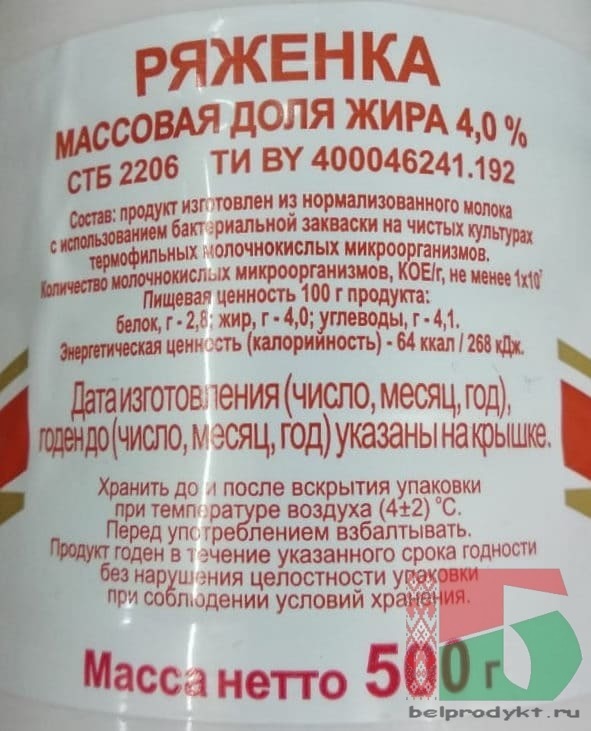 РЯЖЕНКА
МАССОВАЯ ДОЛЯ ЖИРА 4,0 %
СТБ 2206 ТИ BY 400046241.192
Состав: продукт изготовлен из нормализованного молока
с использованием бактериальной закваски на чистых культурах
термофильных молочнокислых микроорганизмов.
Количество молочнокислых микроорганизмов, КОЕ/г, не менее 1х10⁷
Пищевая ценность 100 г продукта:
белок, г - 2,8; жир, г - 4,0; углеводы, г - 4,1.
Энергетическая ценность (калорийность) - 64 ккал / 268 кДж.
Дата изготовления (число, месяц, год),
годен до (число, месяц, год) указаны на крышке.
Хранить до и после вскрытия упаковки
при температуре воздуха (4±2) °С.
Перед употреблением взбалтывать.
Продукт годен в течение указанного срока годности
без нарушения целостности упаковки
при соблюдении условий хранения.
Масса нетто 500 г
belprodykt.ru